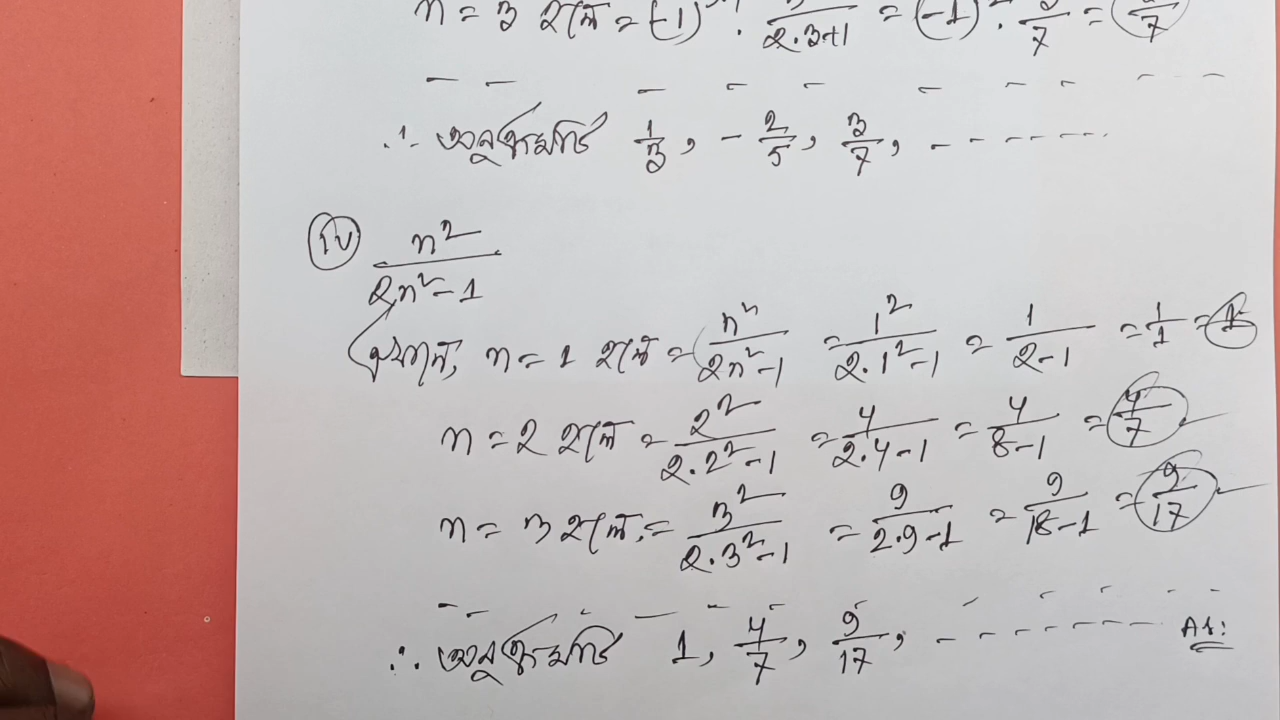 n = 3 হলে = (-1) · 3/(2·3+1) = (-1) · 3/7 = 3/7
∴ অনুক্রমটি 1/3, - 2/5, 3/7, - - - - - - -
(iv) n²/(2n²-1)
এখানে, n = 1 হলে = n²/(2n²-1) = 1²/(2·1²-1) = 1/(2-1) = 1/1 = 1
n = 2 হলে = 2²/(2·2²-1) = 4/(2·4-1) = 4/(8-1) = 4/7
n = 3 হলে = 3²/(2·3²-1) = 9/(2·9-1) = 9/(18-1) = 9/17
∴ অনুক্রমটি 1, 4/7, 9/17, - - - - - - - - - As: